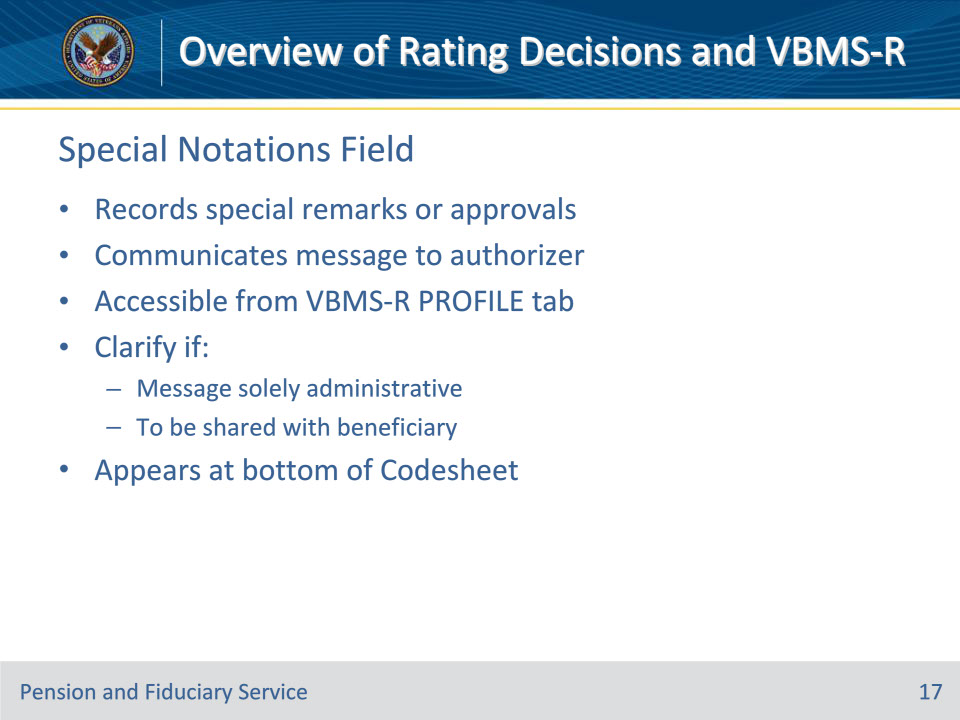 Overview of Rating Decisions and VBMS-R
Special Notations Field
• Records special remarks or approvals
• Communicates message to authorizer
• Accessible from VBMS-R PROFILE tab
• Clarify if:
– Message solely administrative
– To be shared with beneficiary
• Appears at bottom of Codesheet
Pension and Fiduciary Service
17